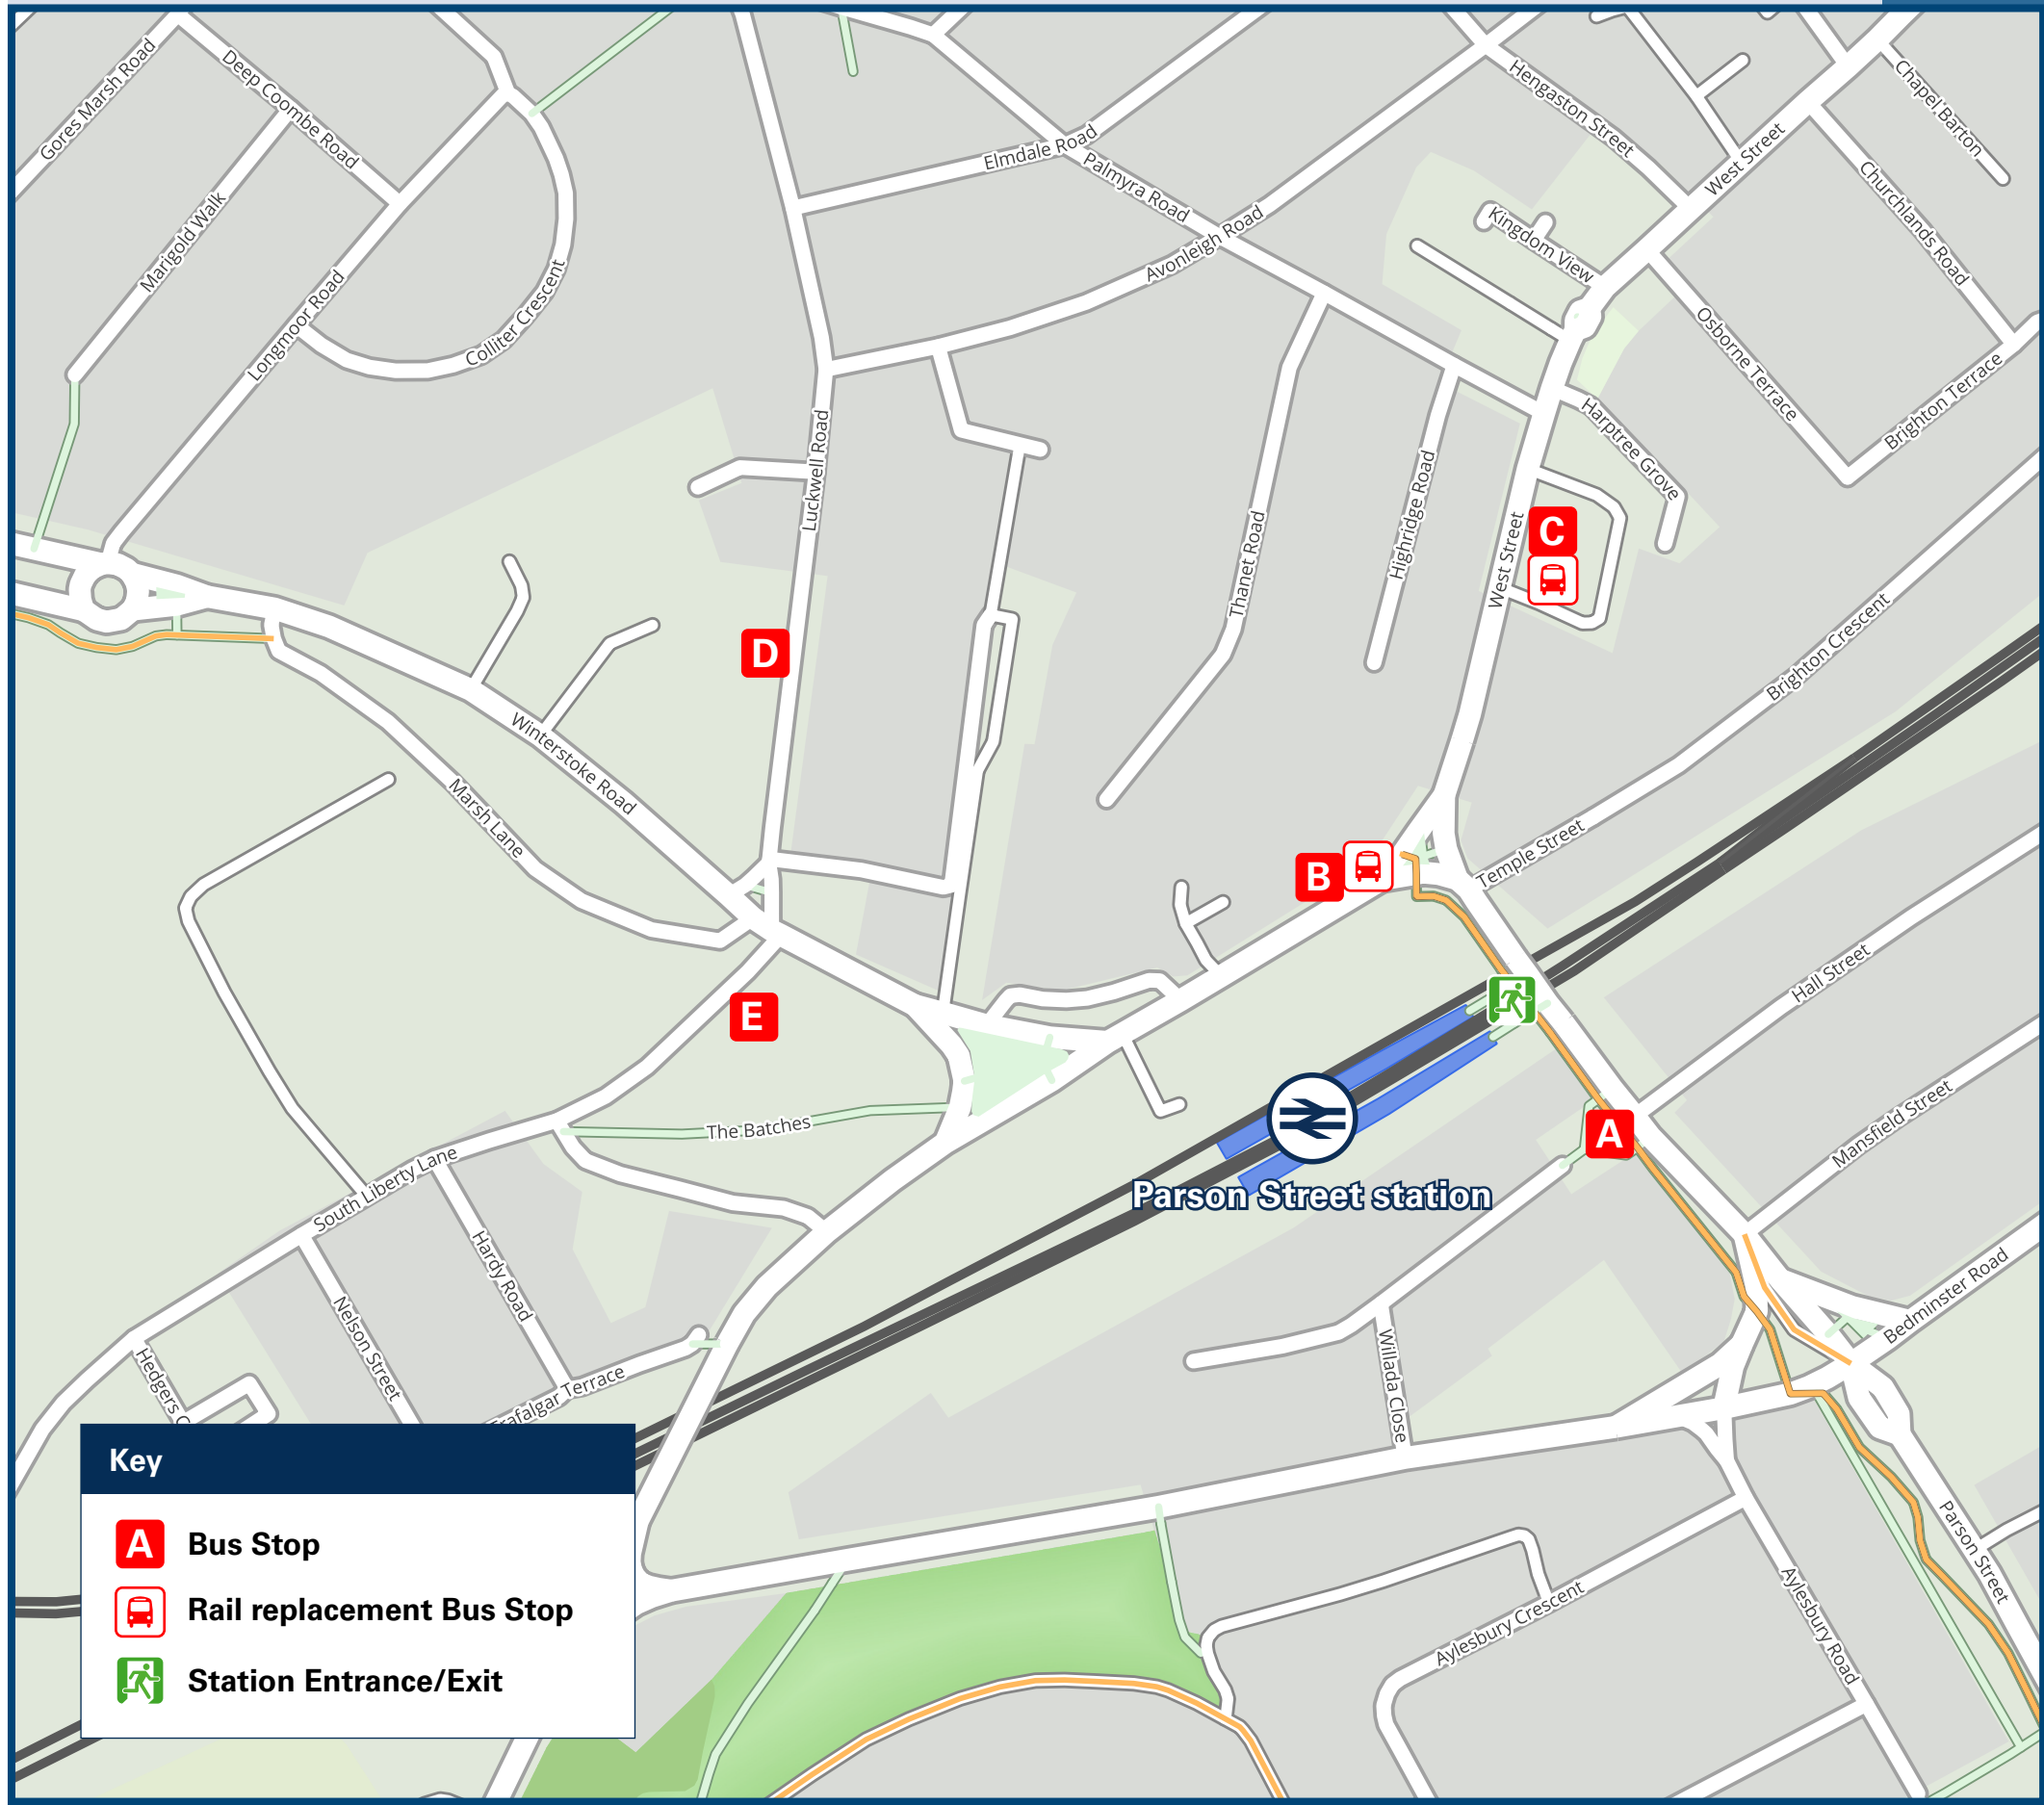 Gores Marsh Road
Deep Coombe Road
Marigold Walk
Longmoor Road
Colliter Crescent
Elmdale Road
Palmyra Road
Avonleigh Road
Hengaston Street
West Street
Chapel Barton
Churchlands Road
Kingdom View
Osborne Terrace
Brighton Terrace
Harptree Grove
Luckwell Road
Highridge Road
Thanet Road
West Street
C
D
Brighton Crescent
Winterstoke Road
Marsh Lane
Temple Street
B
Hall Street
E
A
Mansfield Street
The Batches
South Liberty Lane
Parson Street station
Hardy Road
Nelson Street
Bedminster Road
Willada Close
Hedgers C
Trafalgar Terrace
Parson Street
Aylesbury Crescent
Aylesbury Road
Key
A Bus Stop
Rail replacement Bus Stop
Station Entrance/Exit